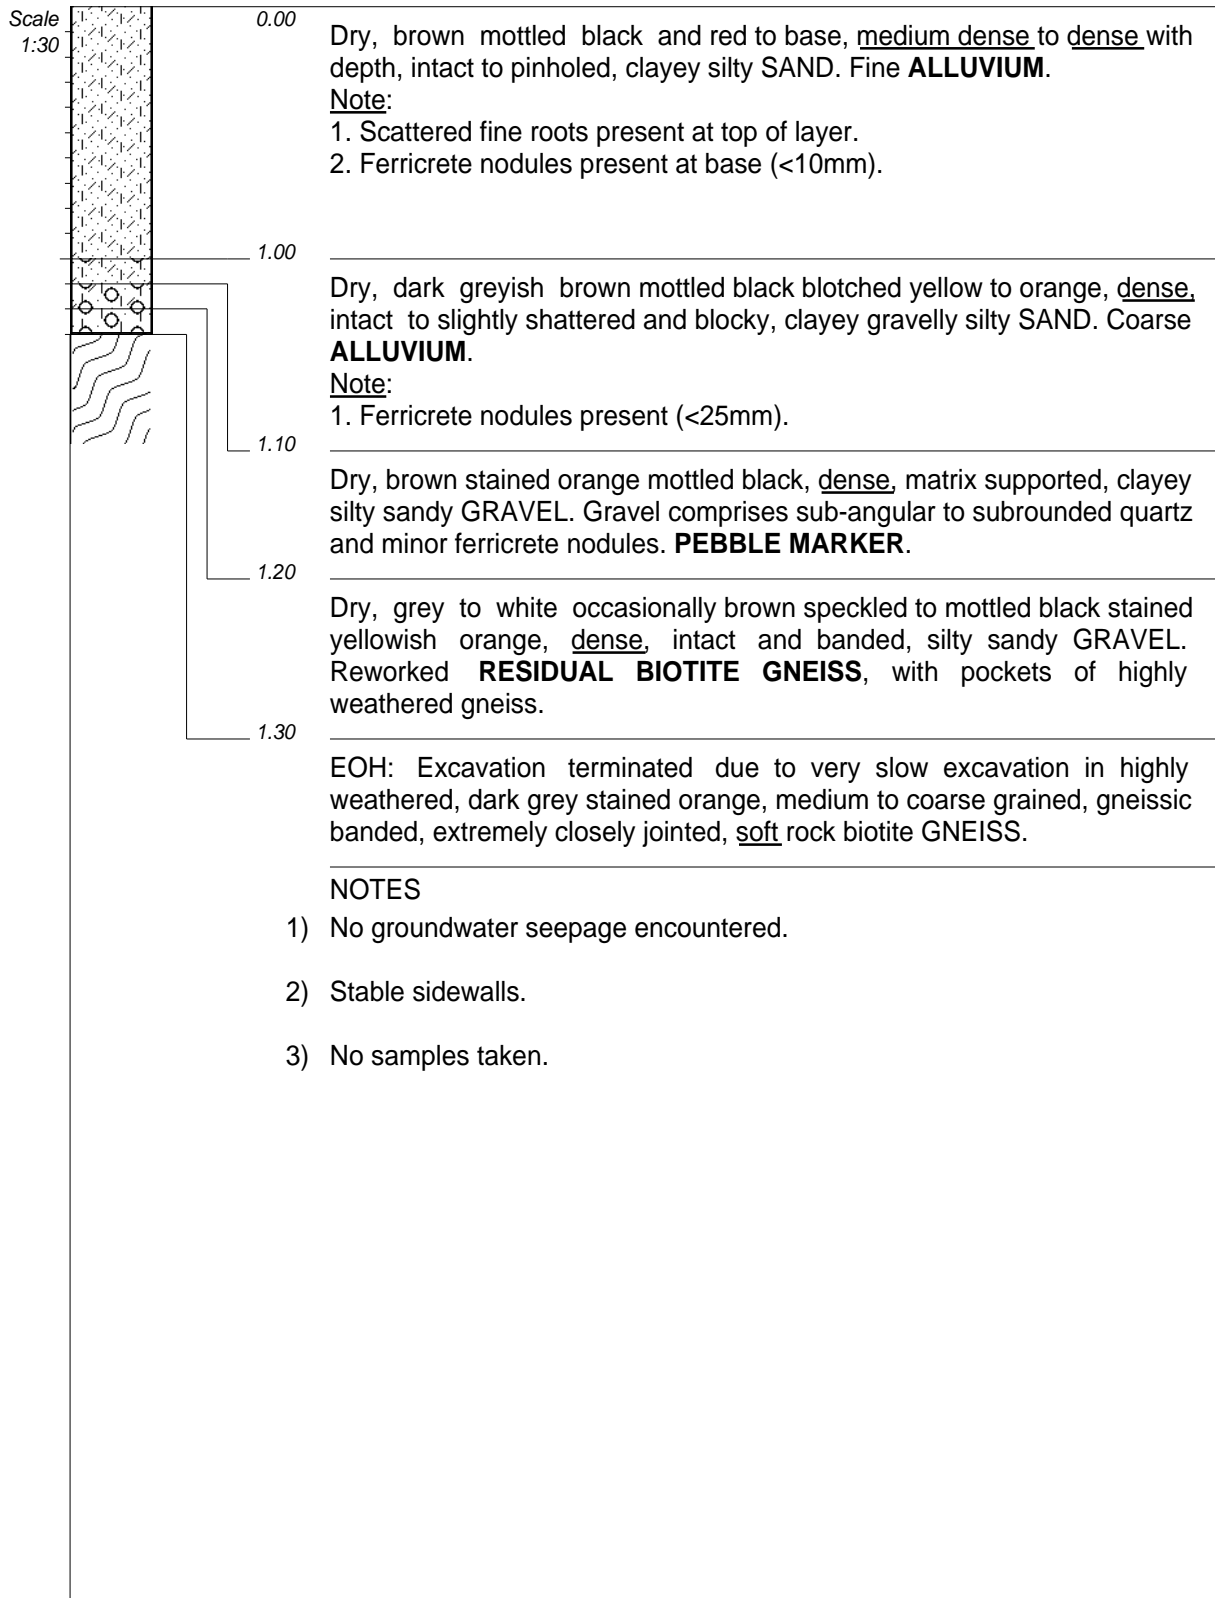 Scale
1:30
0.00
Dry, brown mottled black and red to base, medium dense to dense with
depth, intact to pinholed, clayey silty SAND. Fine ALLUVIUM.
Note:
1. Scattered fine roots present at top of layer.
2. Ferricrete nodules present at base (<10mm).
1.00
Dry, dark greyish brown mottled black blotched yellow to orange, dense,
intact to slightly shattered and blocky, clayey gravelly silty SAND. Coarse
ALLUVIUM.
Note:
1. Ferricrete nodules present (<25mm).
1.10
Dry, brown stained orange mottled black, dense, matrix supported, clayey
silty sandy GRAVEL. Gravel comprises sub-angular to subrounded quartz
and minor ferricrete nodules. PEBBLE MARKER.
1.20
Dry, grey to white occasionally brown speckled to mottled black stained
yellowish orange, dense, intact and banded, silty sandy GRAVEL.
Reworked RESIDUAL BIOTITE GNEISS, with pockets of highly
weathered gneiss.
1.30
EOH: Excavation terminated due to very slow excavation in highly
weathered, dark grey stained orange, medium to coarse grained, gneissic
banded, extremely closely jointed, soft rock biotite GNEISS.
NOTES
1) No groundwater seepage encountered.
2) Stable sidewalls.
3) No samples taken.